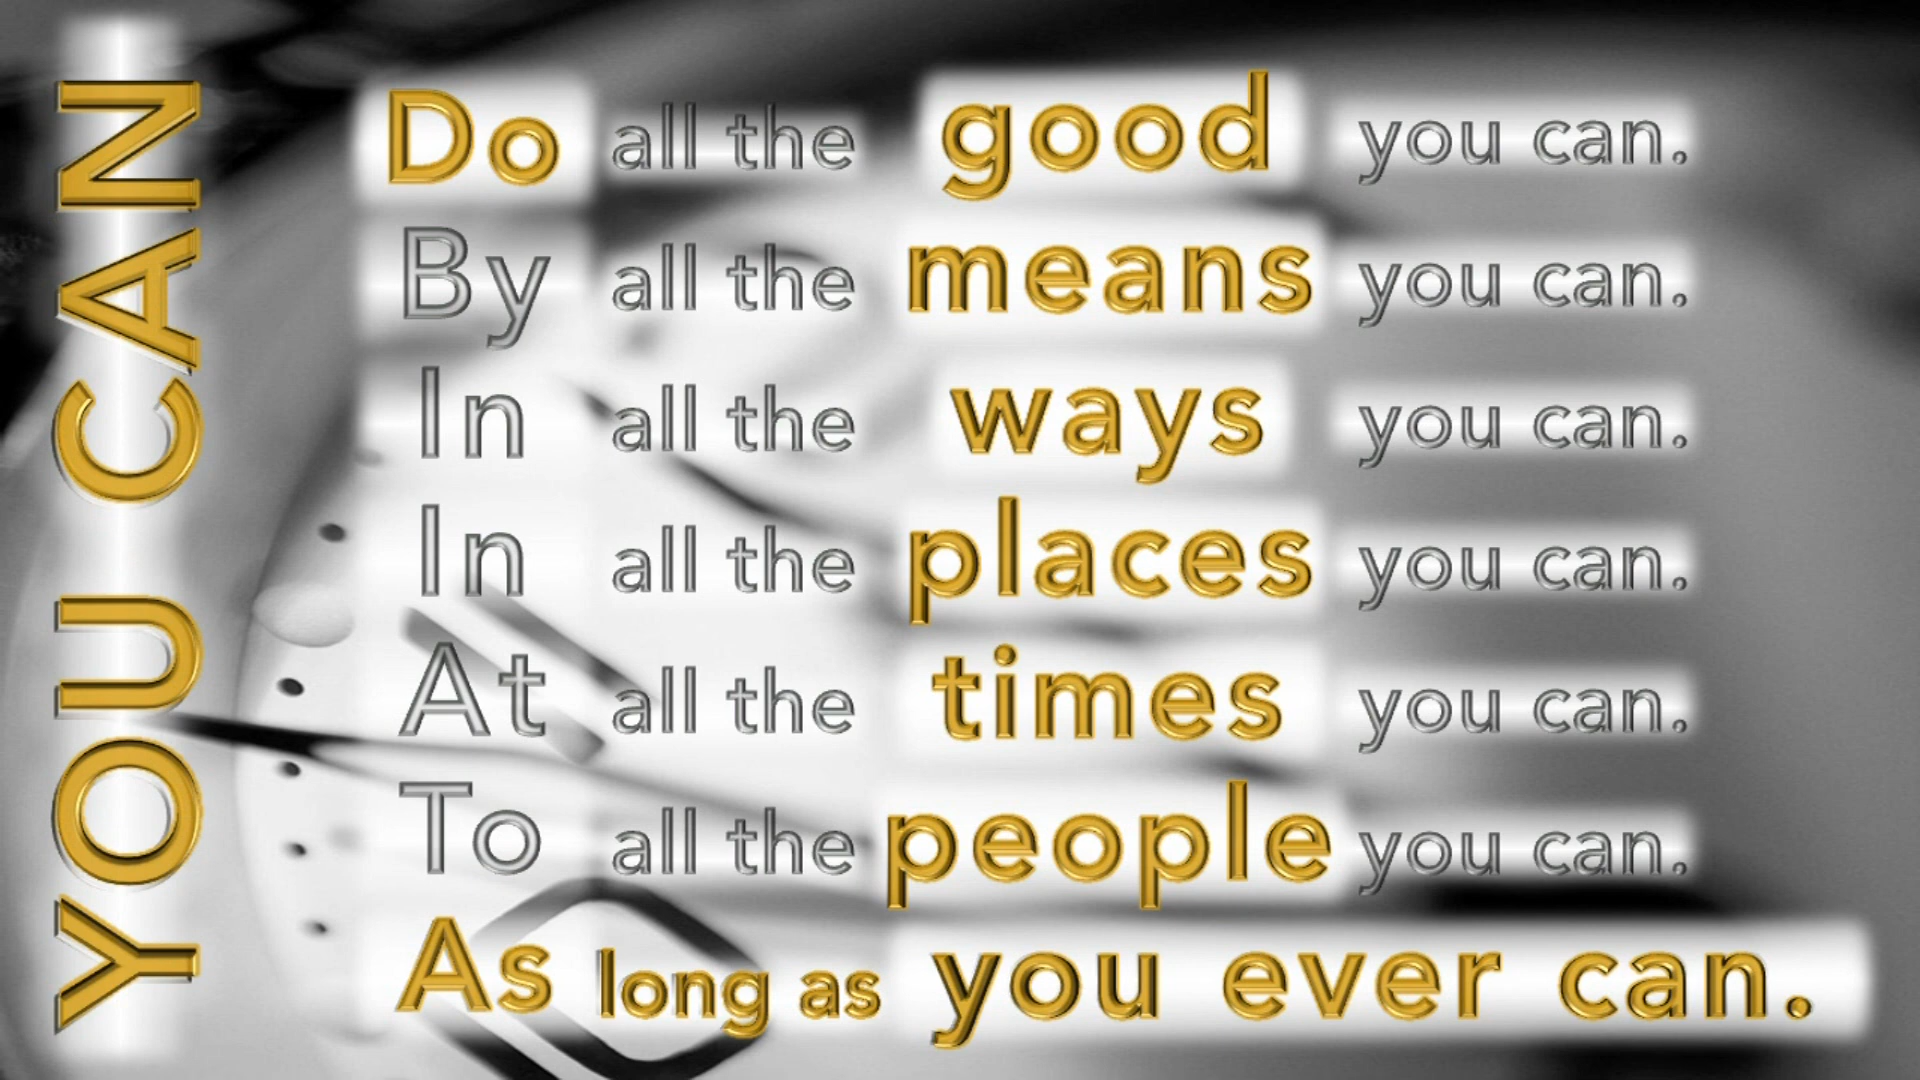 YOU CAN
Do all the good you can.
By all the means you can.
In all the ways you can.
In all the places you can.
At all the times you can.
To all the people you can.
As long as you ever can.